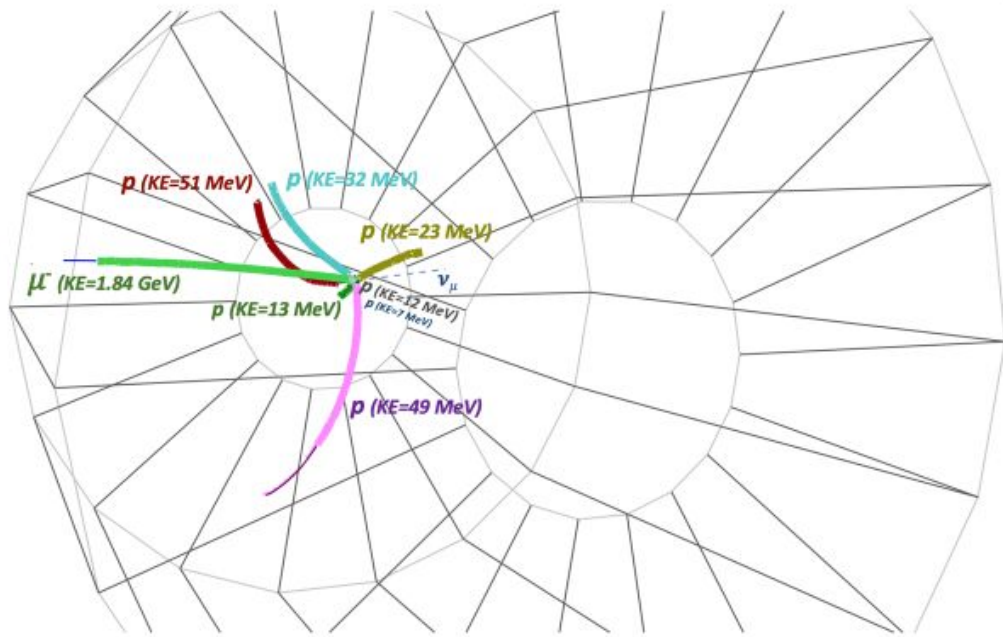 p (KE=51 MeV)
p (KE=32 MeV)
p (KE=23 MeV)
μ⁻ (KE=1.84 GeV)
ν_μ
p (KE=12 MeV)
p (KE=7 MeV)
p (KE=13 MeV)
p (KE=49 MeV)